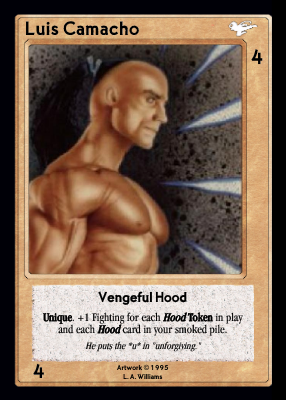 Luis Camacho
4
Vengeful Hood
Unique. +1 Fighting for each Hood Token in play
and each Hood card in your smoked pile.
He puts the *u* in "unforgiving."
4
Artwork © 1995
L. A. Williams